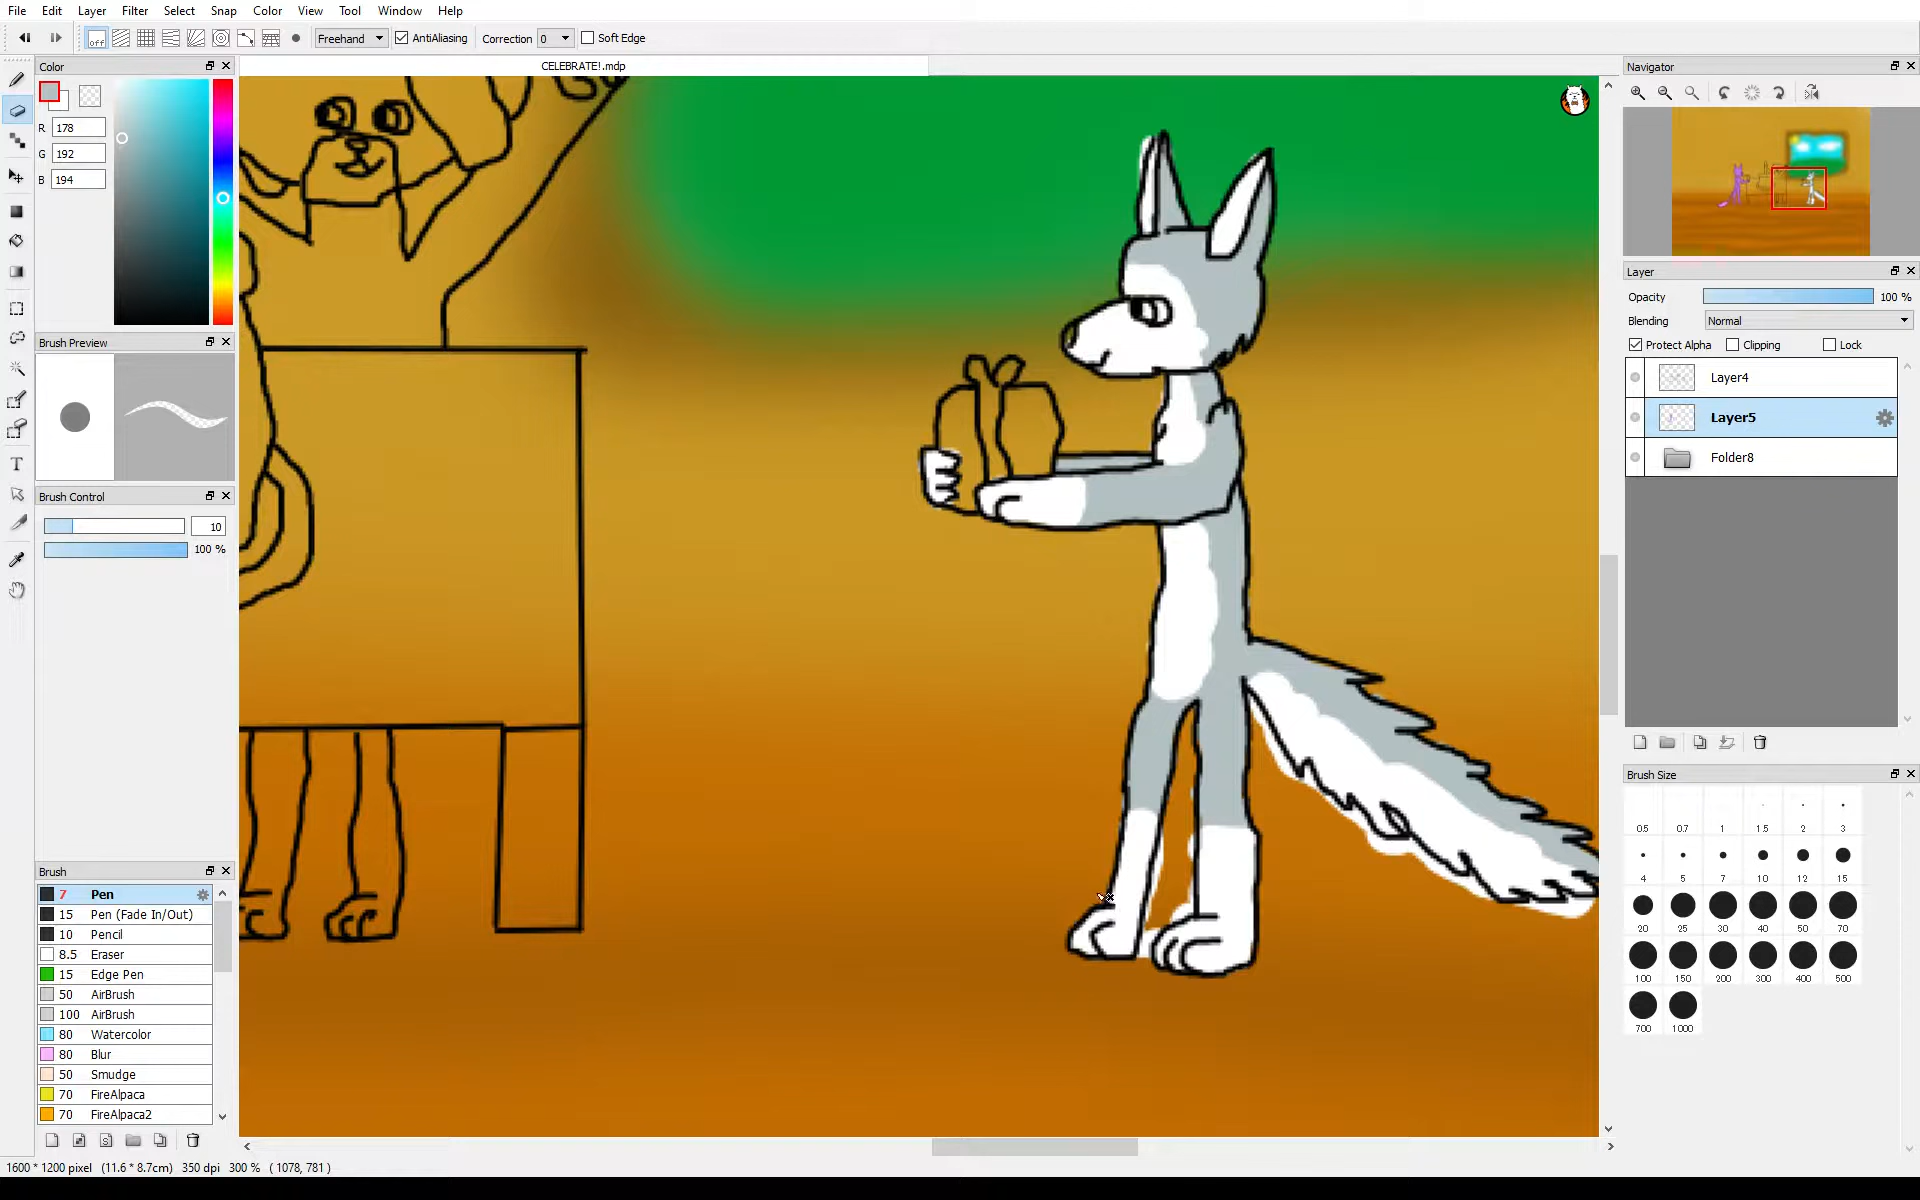 File Edit Layer Filter Select Snap Color View Tool Window Help
off Freehand AntiAliasing Correction 0 Soft Edge
Color
CELEBRATE!.mdp
Navigator
R 178
G 192
B 194
Layer
Opacity 100 %
Blending Normal
Protect Alpha Clipping Lock
Brush Preview
Layer4
Layer5
Folder8
Brush Control
10
100 %
Brush Size
0.5 0.7 1 1.5 2 3
4 5 7 10 12 15
20 25 30 40 50 70
100 150 200 300 400 500
700 1000
Brush
7 Pen
15 Pen (Fade In/Out)
10 Pencil
8.5 Eraser
15 Edge Pen
50 AirBrush
100 AirBrush
80 Watercolor
80 Blur
50 Smudge
70 FireAlpaca
70 FireAlpaca2
1600 * 1200 pixel (11.6 * 8.7cm) 350 dpi 300 % ( 1078, 781 )